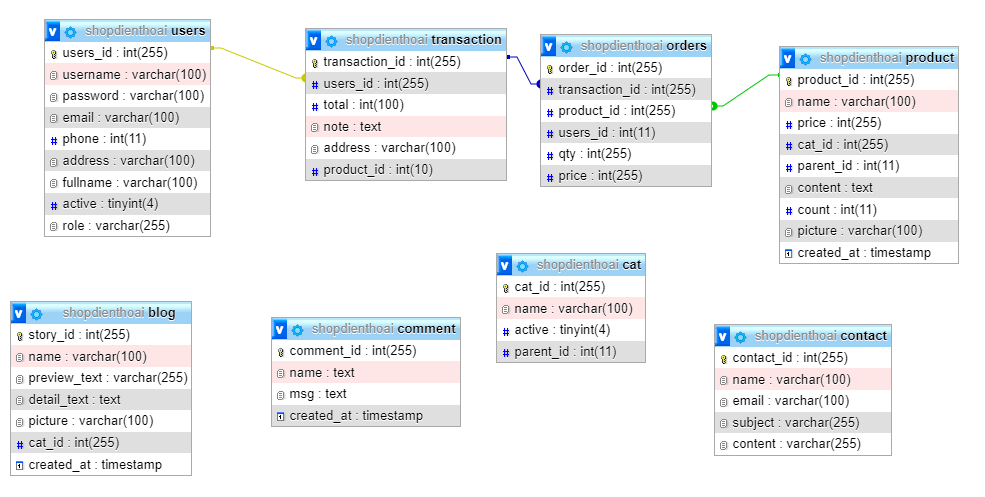 shopdienthoai users
users_id : int(255)
username : varchar(100)
password : varchar(100)
email : varchar(100)
phone : int(11)
address : varchar(100)
fullname : varchar(100)
active : tinyint(4)
role : varchar(255)
shopdienthoai transaction
transaction_id : int(255)
users_id : int(255)
total : int(100)
note : text
address : varchar(100)
product_id : int(10)
shopdienthoai orders
order_id : int(255)
transaction_id : int(255)
product_id : int(255)
users_id : int(11)
qty : int(255)
price : int(255)
shopdienthoai product
product_id : int(255)
name : varchar(100)
price : int(255)
cat_id : int(255)
parent_id : int(11)
content : text
count : int(11)
picture : varchar(100)
created_at : timestamp
shopdienthoai blog
story_id : int(255)
name : varchar(100)
preview_text : varchar(255)
detail_text : text
picture : varchar(100)
cat_id : int(255)
created_at : timestamp
shopdienthoai comment
comment_id : int(255)
name : text
msg : text
created_at : timestamp
shopdienthoai cat
cat_id : int(255)
name : varchar(100)
active : tinyint(4)
parent_id : int(11)
shopdienthoai contact
contact_id : int(255)
name : varchar(100)
email : varchar(100)
subject : varchar(255)
content : varchar(255)